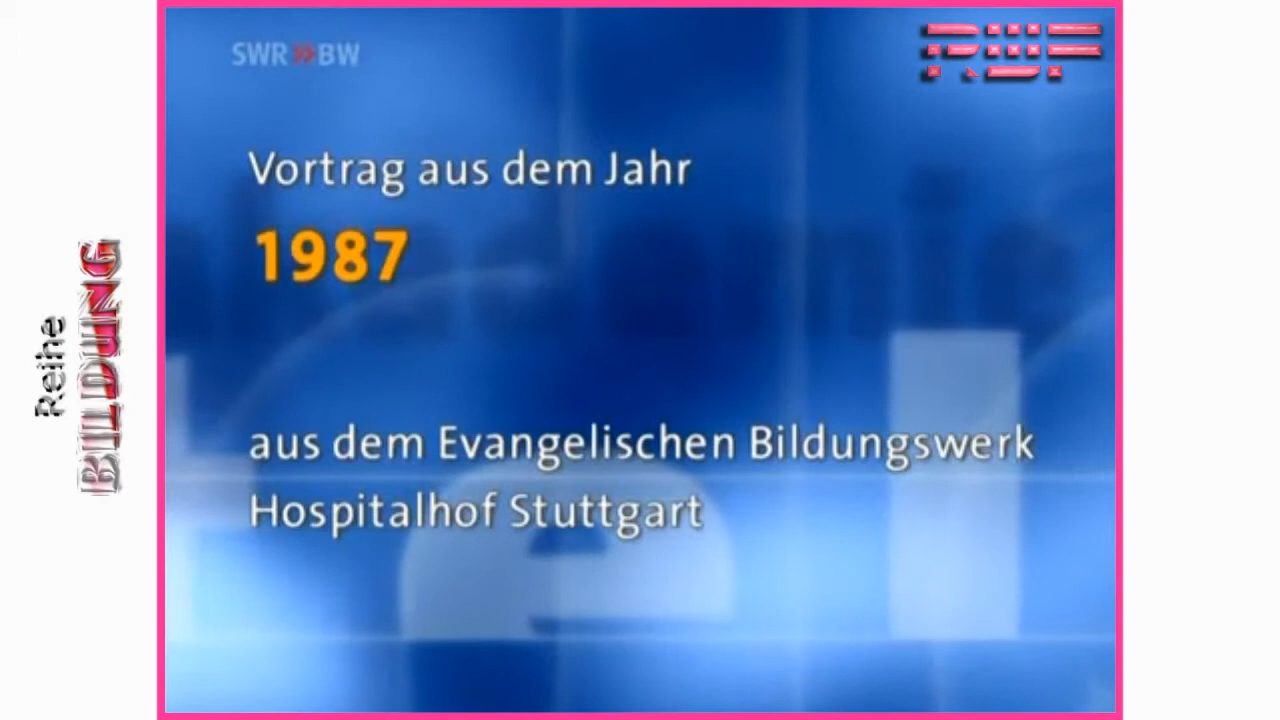 SWR»BW
Vortrag aus dem Jahr
1987
aus dem Evangelischen Bildungswerk
Hospitalhof Stuttgart
Reihe
BILDUNG